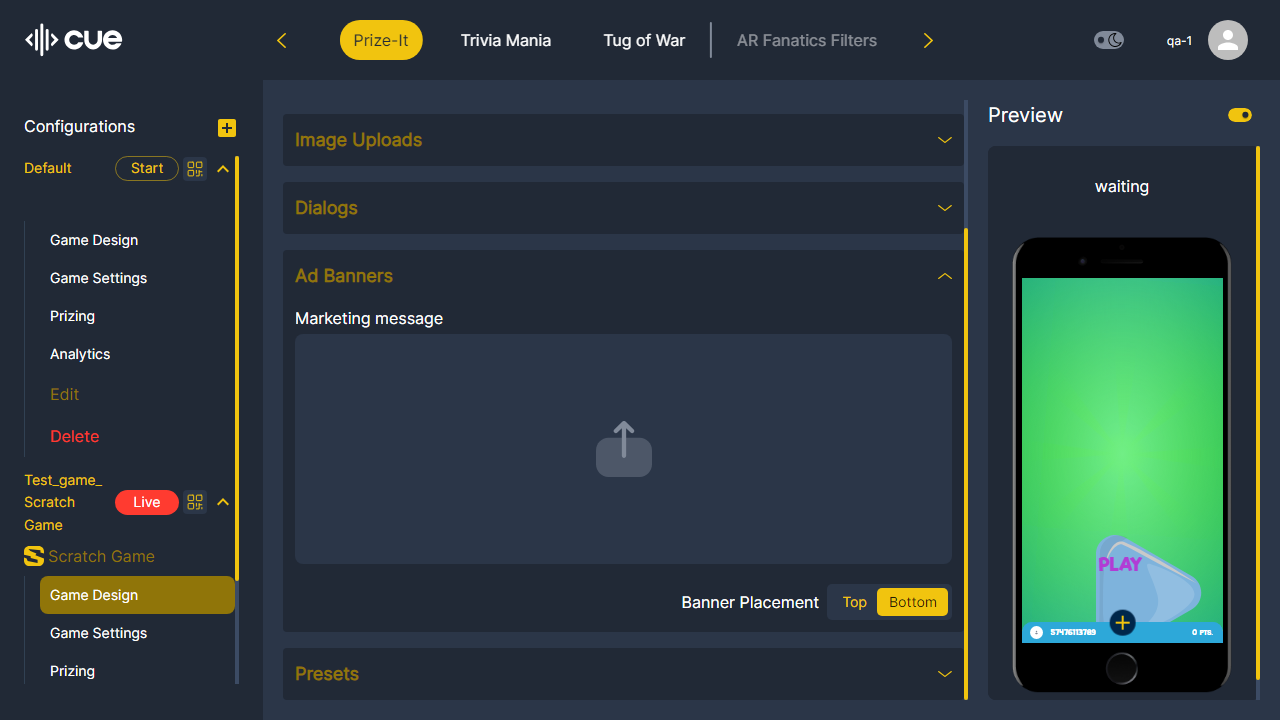 cue
Prize-It
Trivia Mania
Tug of War
AR Fanatics Filters
qa-1
Configurations
Default
Start
Game Design
Game Settings
Prizing
Analytics
Edit
Delete
Test_game_
Scratch
Game
Live
Scratch Game
Game Design
Game Settings
Prizing
Image Uploads
Dialogs
Ad Banners
Marketing message
Banner Placement
Top
Bottom
Presets
Preview
waiting
PLAY
0 PTS.